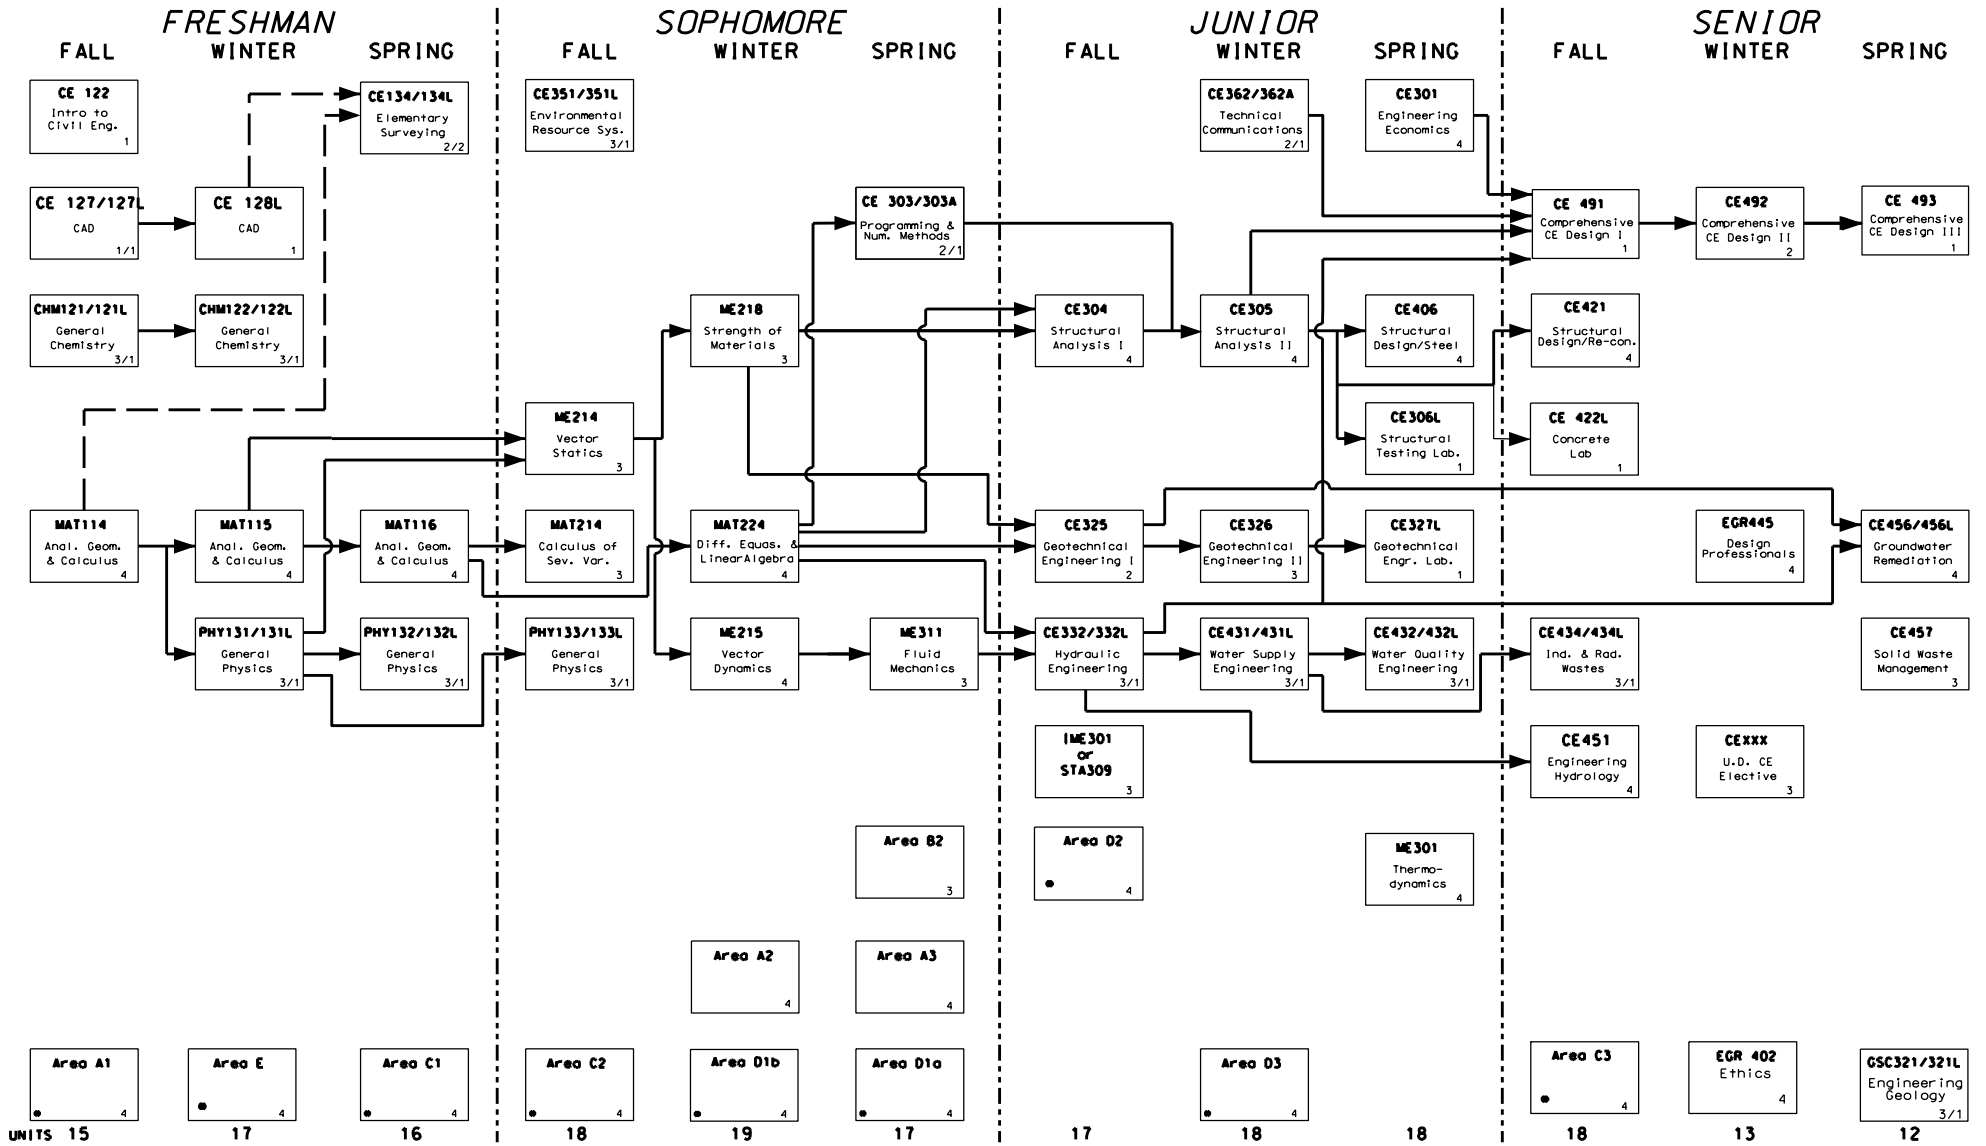 FRESHMAN
SOPHOMORE
JUNIOR
SENIOR
FALL
WINTER
SPRING
FALL
WINTER
SPRING
FALL
WINTER
SPRING
FALL
WINTER
SPRING
CE 122
Intro to
Civil Eng.
1
CE134/134L
Elementary
Surveying
2/2
CE351/351L
Environmental
Resource Sys.
3/1
CE362/362A
Technical
Communications
2/1
CE301
Engineering
Economics
4
CE 127/127L
CAD
1/1
CE 128L
CAD
1
CE 303/303A
Programming &
Num. Methods
2/1
CE 491
Comprehensive
CE Design I
1
CE492
Comprehensive
CE Design II
2
CE 493
Comprehensive
CE Design III
1
CHM121/121L
General
Chemistry
3/1
CHM122/122L
General
Chemistry
3/1
ME218
Strength of
Materials
3
CE304
Structural
Analysis I
4
CE305
Structural
Analysis II
4
CE406
Structural
Design/Steel
4
CE421
Structural
Design/Re-con.
4
ME214
Vector
Statics
3
CE306L
Structural
Testing Lab.
1
CE 422L
Concrete
Lab
1
MAT114
Anal. Geom.
& Calculus
4
MAT115
Anal. Geom.
& Calculus
4
MAT116
Anal. Geom.
& Calculus
4
MAT214
Calculus of
Sev. Var.
3
MAT224
Diff. Equas. &
LinearAlgebra
4
CE325
Geotechnical
Engineering I
2
CE326
Geotechnical
Engineering II
3
CE327L
Geotechnical
Engr. Lab.
1
EGR445
Design
Professionals
4
CE456/456L
Groundwater
Remediation
4
PHY131/131L
General
Physics
3/1
PHY132/132L
General
Physics
3/1
PHY133/133L
General
Physics
3/1
ME215
Vector
Dynamics
4
ME311
Fluid
Mechanics
3
CE332/332L
Hydraulic
Engineering
3/1
CE431/431L
Water Supply
Engineering
3/1
CE432/432L
Water Quality
Engineering
3/1
CE434/434L
Ind. & Rad.
Wastes
3/1
CE457
Solid Waste
Management
3
IME301
or
STA309
3
CE451
Engineering
Hydrology
4
CEXXX
U.D. CE
Elective
3
Area B2
3
Area D2
4
ME301
Thermo-
dynamics
4
Area A2
4
Area A3
4
Area A1
4
Area E
4
Area C1
4
Area C2
4
Area D1b
4
Area D1a
4
Area D3
4
Area C3
4
EGR 402
Ethics
4
GSC321/321L
Engineering
Geology
3/1
UNITS 15
17
16
18
19
17
17
18
18
18
13
12